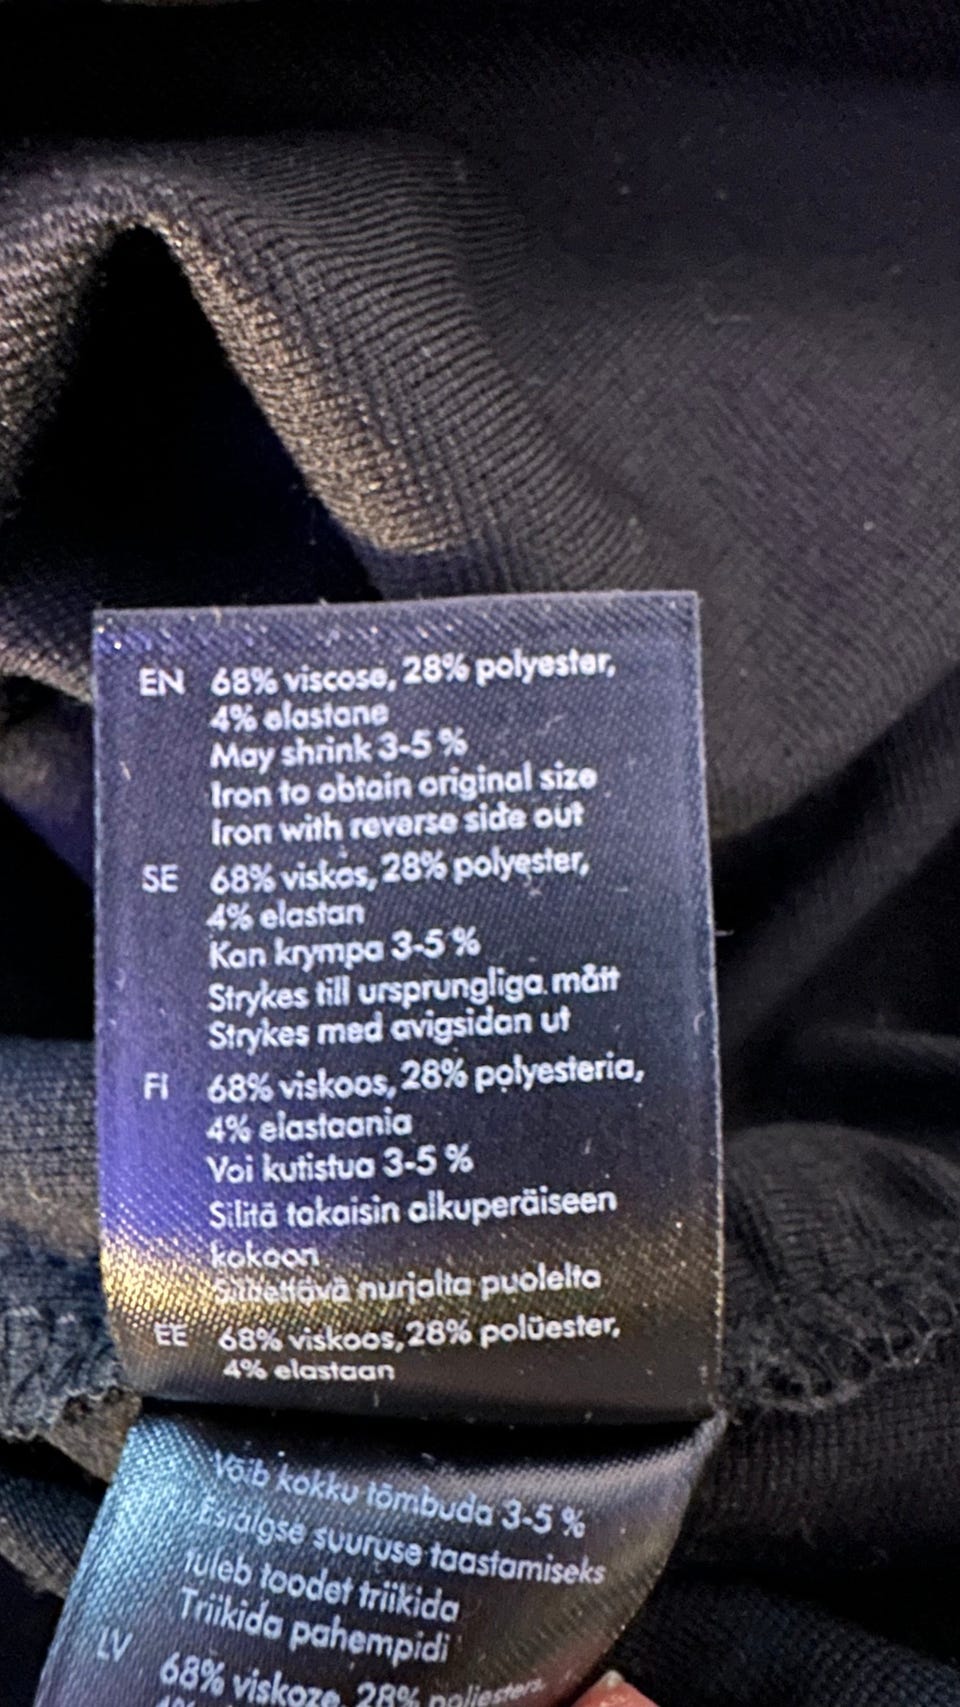 EN 68% viscose, 28% polyester,
4% elastane
May shrink 3-5 %
Iron to obtain original size
Iron with reverse side out
SE 68% viskos, 28% polyester,
4% elastan
Kan krympa 3-5 %
Strykes till ursprungliga mått
Strykes med avigsidan ut
FI 68% viskoos, 28% polyesteria,
4% elastaania
Voi kutistua 3-5 %
Silitä takaisin alkuperäiseen
kokoon
Silitettävä nurjalta puolelta
EE 68% viskoos, 28% polüester,
4% elastaan
Võib kokku tõmbuda 3-5 %
Esialgse suuruse taastamiseks
tuleb toodet triikida
Triikida pahempidi
LV 68% viskoze, 28% poliesters,
4%